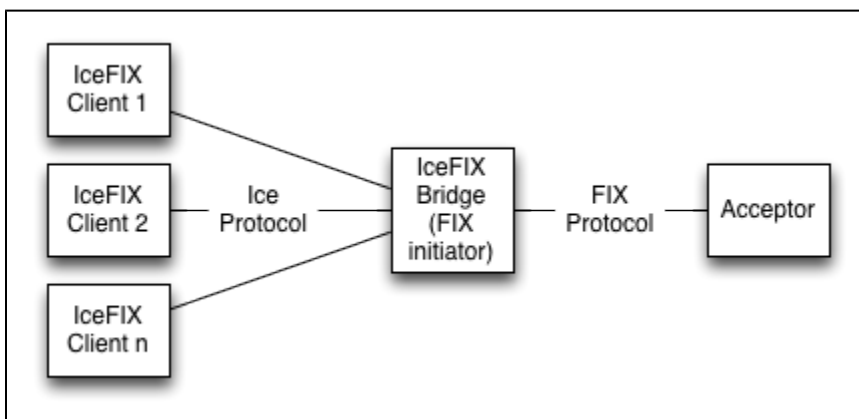 IceFIX
Client 1
IceFIX
Client 2
IceFIX
Client n
Ice
Protocol
IceFIX
Bridge
(FIX
initiator)
FIX
Protocol
Acceptor